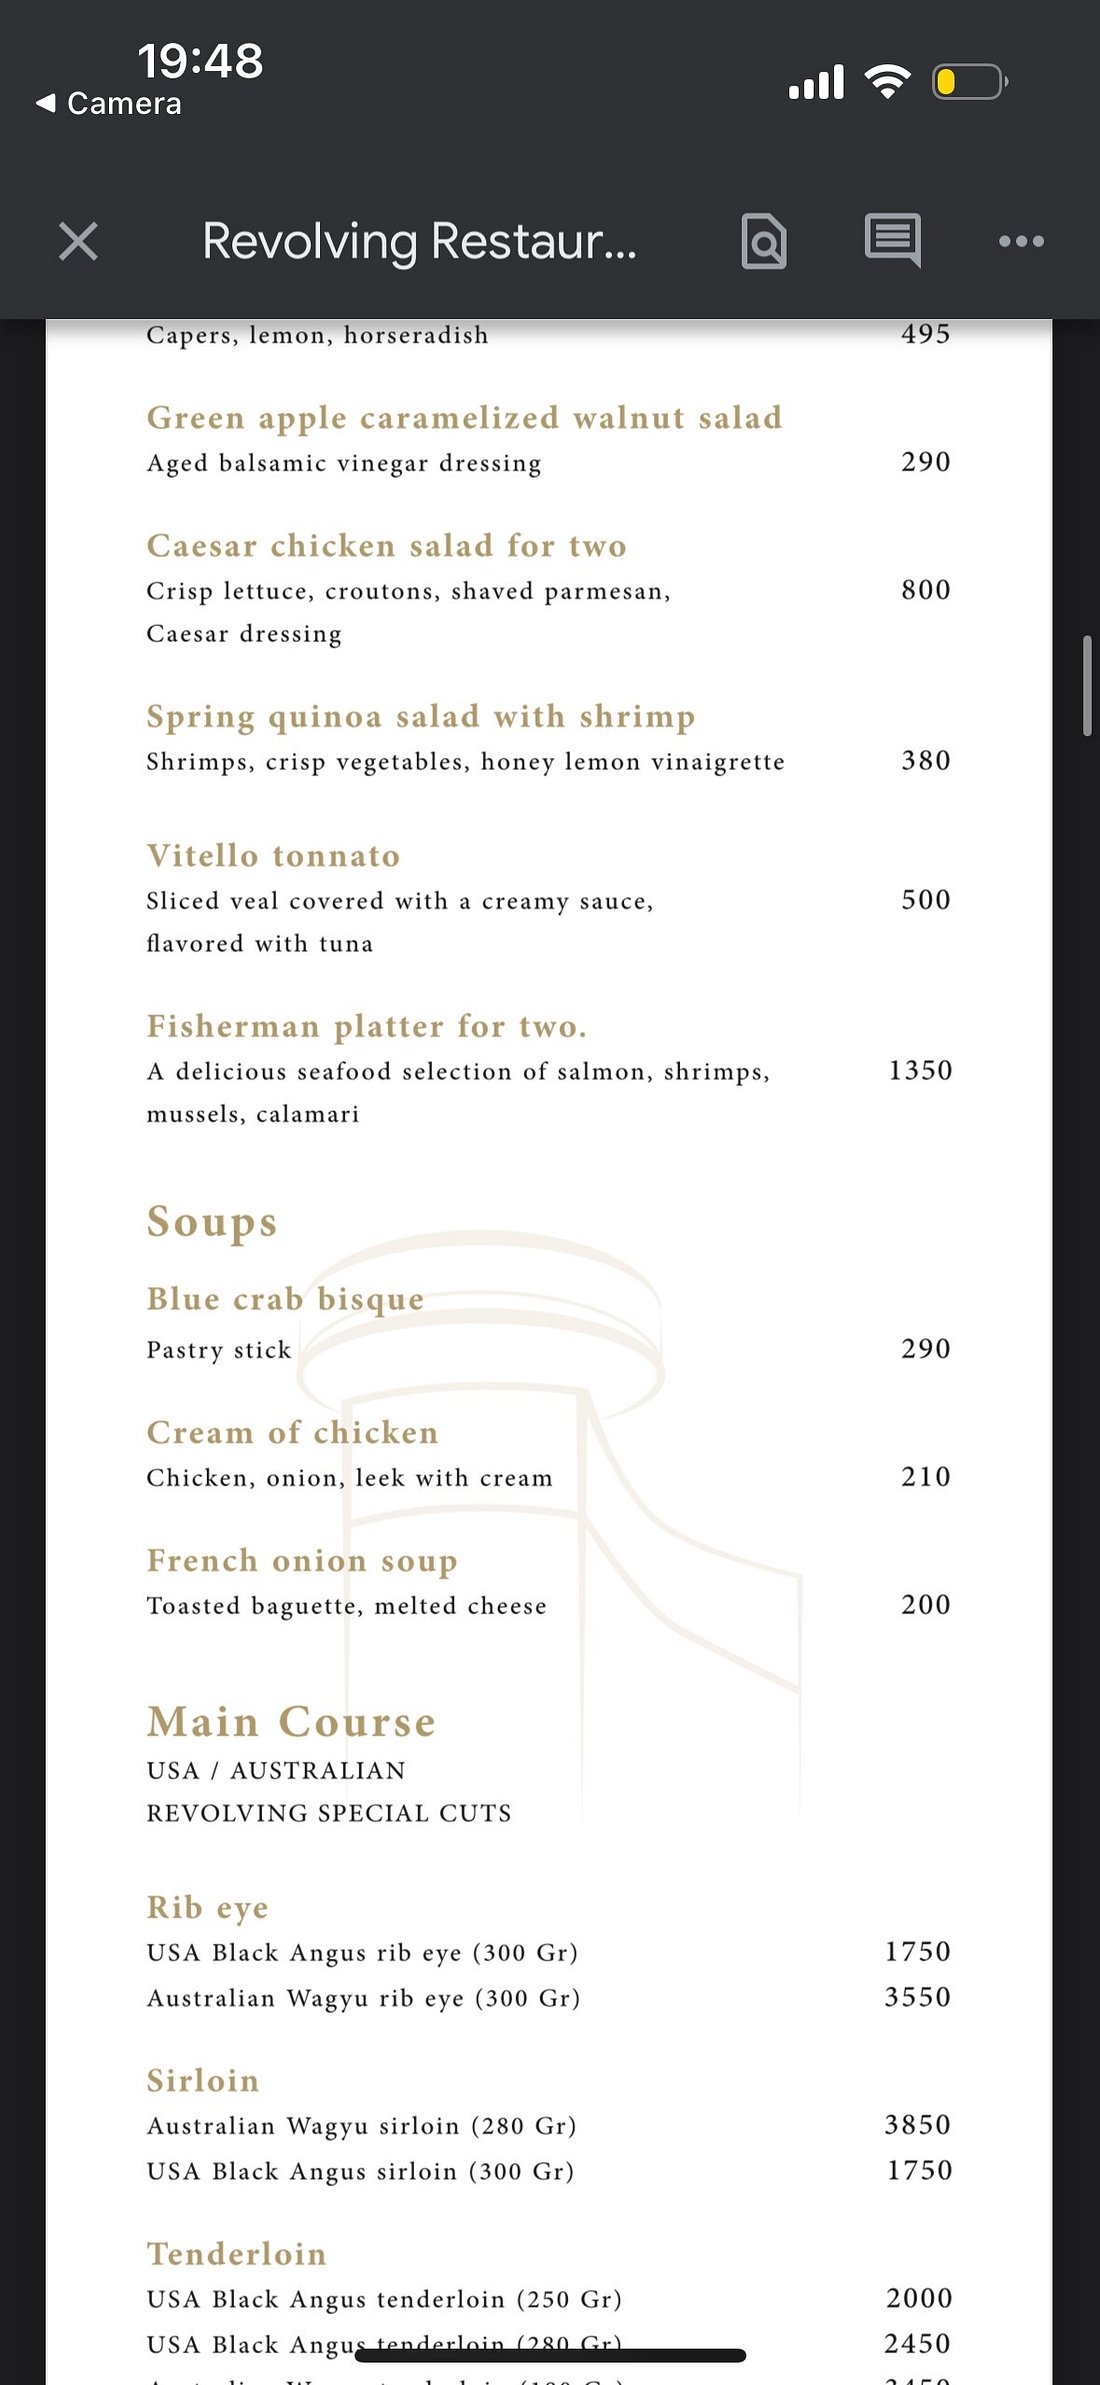 19:48
Camera
Revolving Restaur...
Capers, lemon, horseradish 495
Green apple caramelized walnut salad
Aged balsamic vinegar dressing 290
Caesar chicken salad for two
Crisp lettuce, croutons, shaved parmesan, 800
Caesar dressing
Spring quinoa salad with shrimp
Shrimps, crisp vegetables, honey lemon vinaigrette 380
Vitello tonnato
Sliced veal covered with a creamy sauce, 500
flavored with tuna
Fisherman platter for two.
A delicious seafood selection of salmon, shrimps, 1350
mussels, calamari
Soups
Blue crab bisque
Pastry stick 290
Cream of chicken
Chicken, onion, leek with cream 210
French onion soup
Toasted baguette, melted cheese 200
Main Course
USA / AUSTRALIAN
REVOLVING SPECIAL CUTS
Rib eye
USA Black Angus rib eye (300 Gr) 1750
Australian Wagyu rib eye (300 Gr) 3550
Sirloin
Australian Wagyu sirloin (280 Gr) 3850
USA Black Angus sirloin (300 Gr) 1750
Tenderloin
USA Black Angus tenderloin (250 Gr) 2000
USA Black Angus tenderloin (280 Gr) 2450